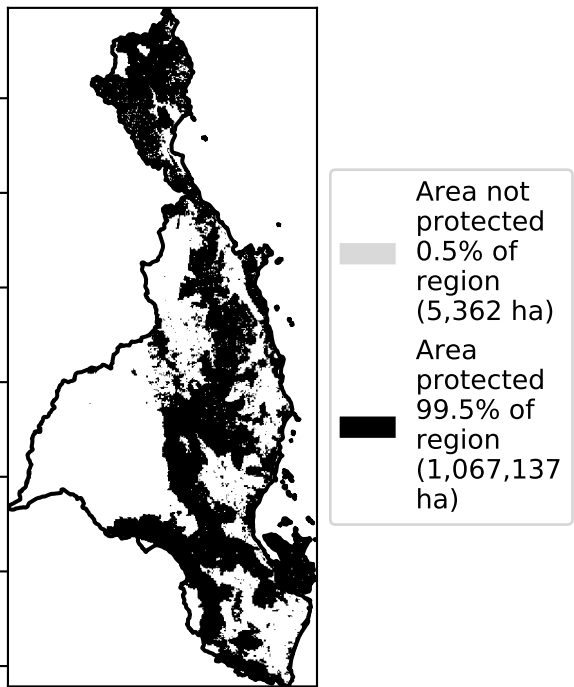 Area not
protected
0.5% of
region
(5,362 ha)
Area
protected
99.5% of
region
(1,067,137
ha)